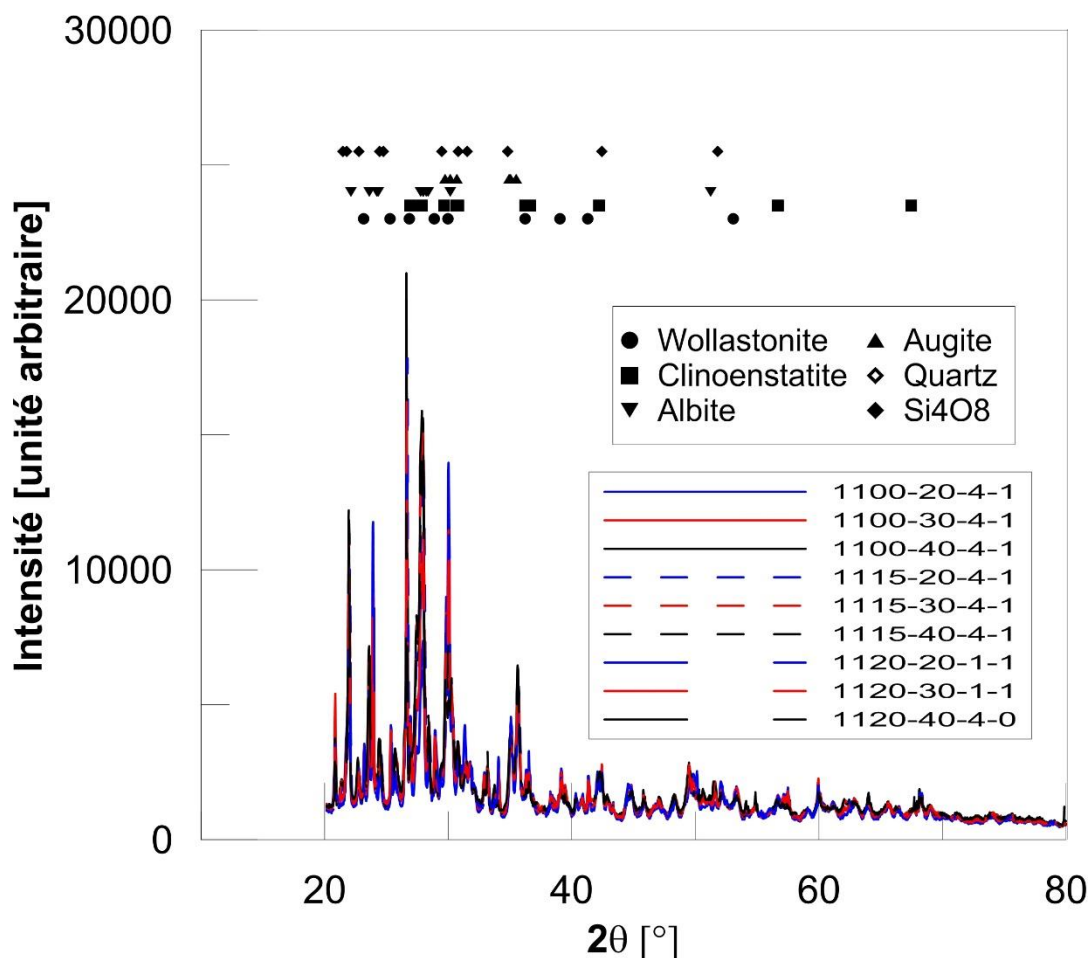 30000
20000
10000
0
Intensité [unité arbitraire]
Wollastonite
Augite
Clinoenstatite
Quartz
Albite
Si4O8
1100-20-4-1
1100-30-4-1
1100-40-4-1
1115-20-4-1
1115-30-4-1
1115-40-4-1
1120-20-1-1
1120-30-1-1
1120-40-4-0
20
40
60
80
2θ [°]